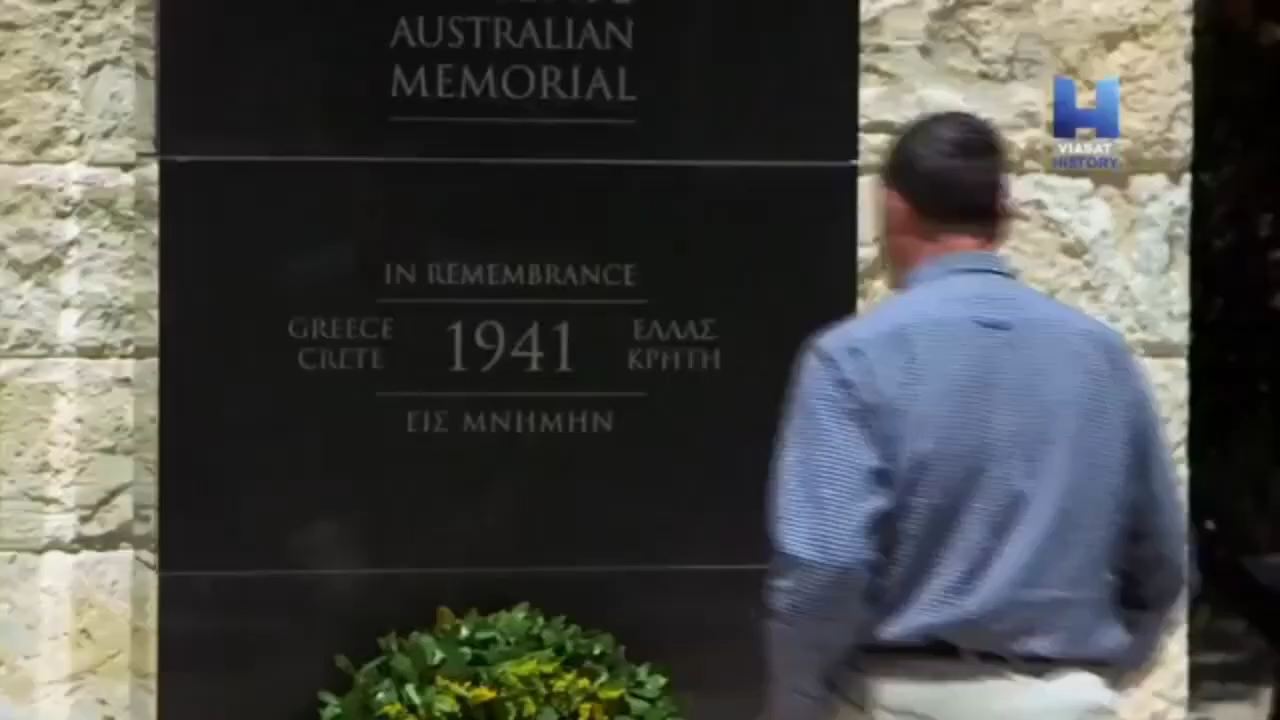 AUSTRALIAN
MEMORIAL
IN REMEMBRANCE
GREECE 1941 ΕΛΛΑΣ
CRETE ΚΡΗΤΗ
ΕΙΣ ΜΝΗΜΗΝ
VIASAT
HISTORY